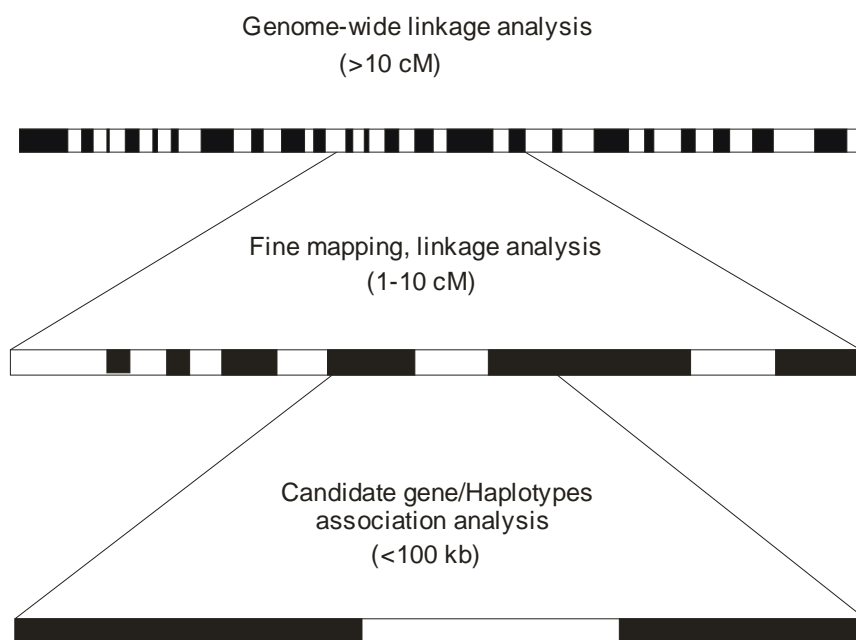 Genome-wide linkage analysis
(>10 cM)
Fine mapping, linkage analysis
(1-10 cM)
Candidate gene/Haplotypes
association analysis
(<100 kb)